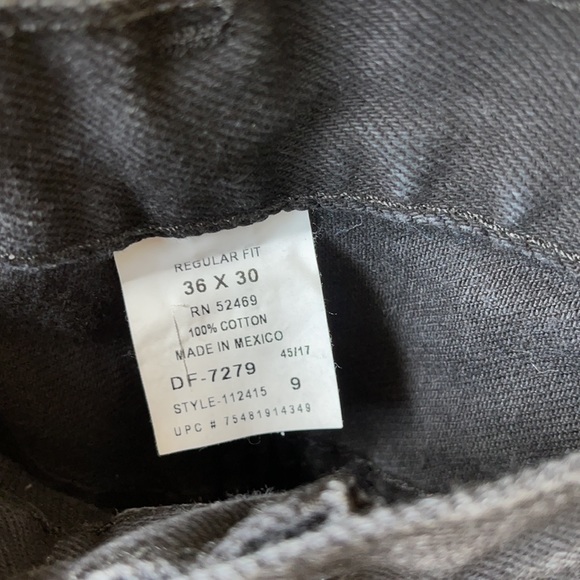 REGULAR FIT
36 X 30
RN 52469
100% COTTON
MADE IN MEXICO
45/17
DF-7279
STYLE-112415 9
UPC # 75481914349